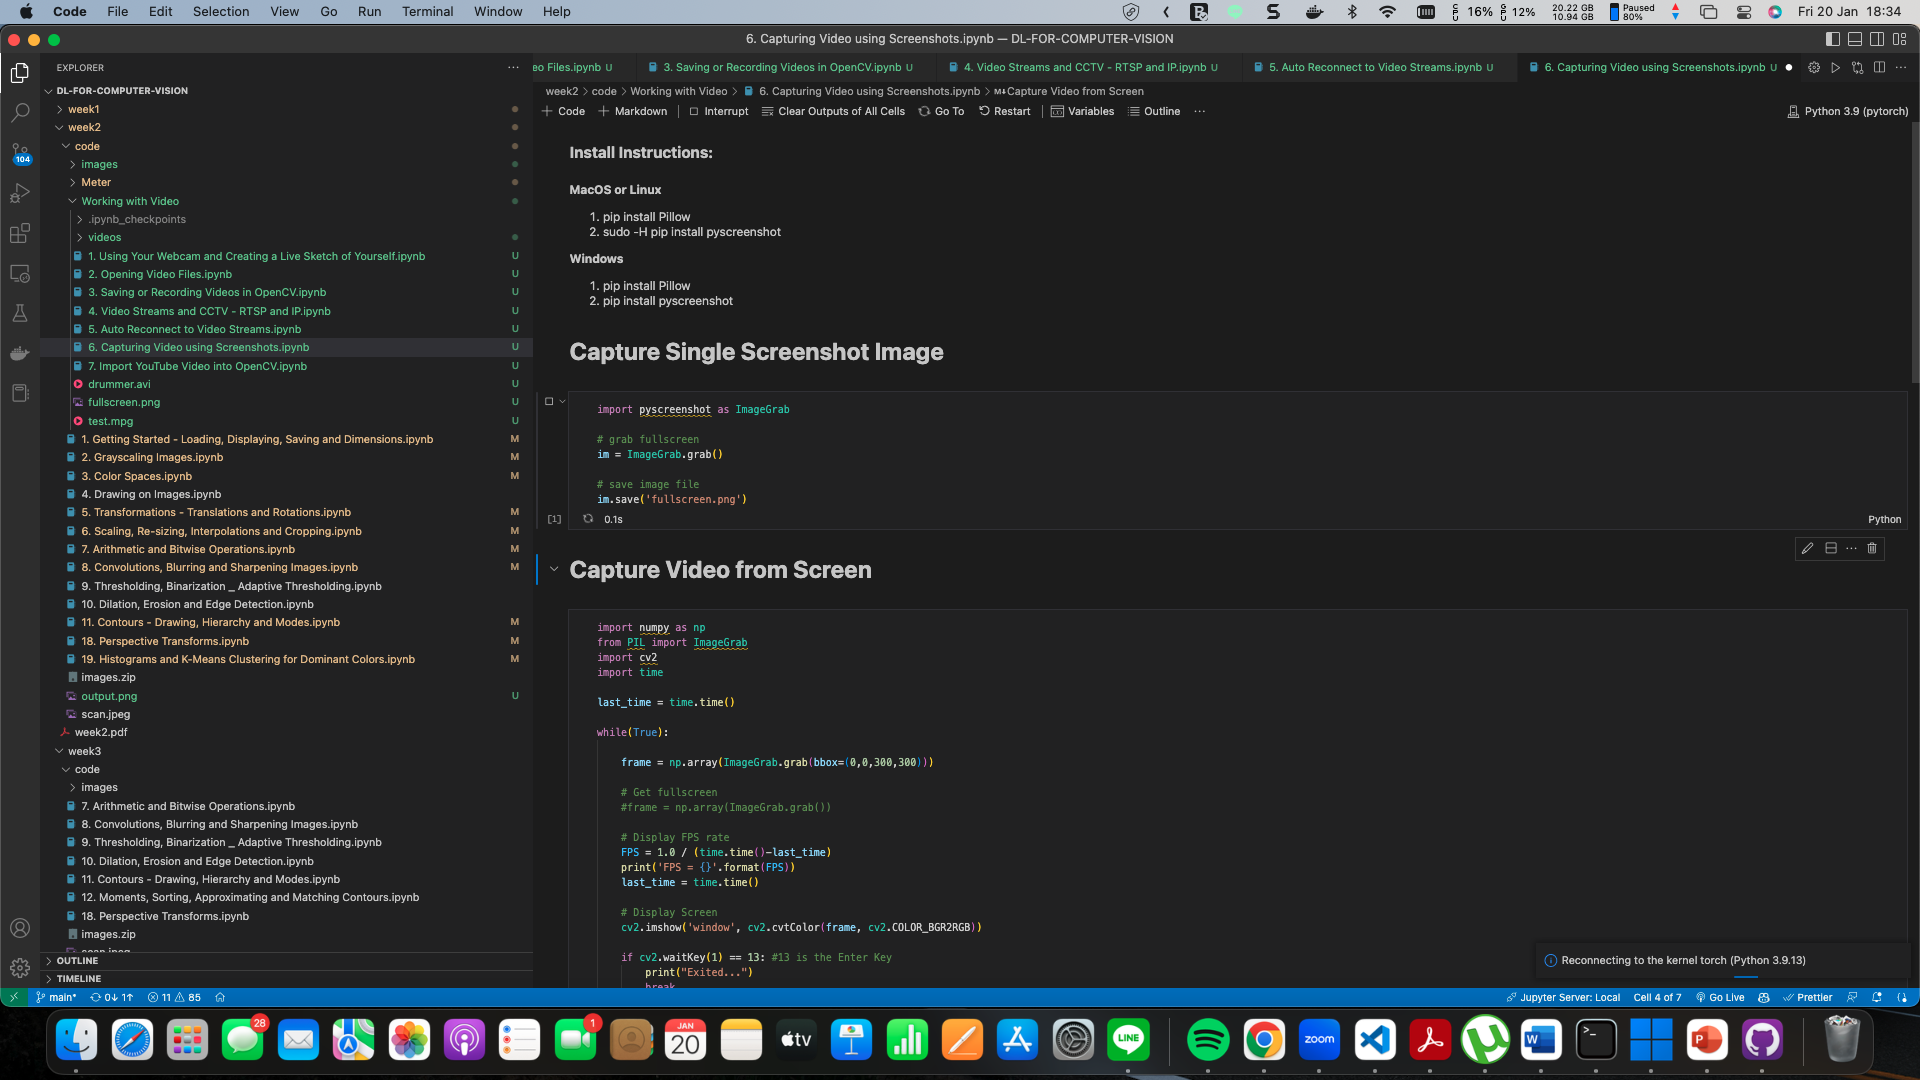 Code File Edit Selection View Go Run Terminal Window Help
16% 12% 20.22 GB 10.94 GB Paused 80% Fri 20 Jan 18:34
6. Capturing Video using Screenshots.ipynb — DL-FOR-COMPUTER-VISION
EXPLORER
eo Files.ipynb U 3. Saving or Recording Videos in OpenCV.ipynb U 4. Video Streams and CCTV - RTSP and IP.ipynb U 5. Auto Reconnect to Video Streams.ipynb U 6. Capturing Video using Screenshots.ipynb U
week2 > code > Working with Video > 6. Capturing Video using Screenshots.ipynb > M↓Capture Video from Screen
+ Code + Markdown Interrupt Clear Outputs of All Cells Go To Restart Variables Outline ... Python 3.9 (pytorch)
DL-FOR-COMPUTER-VISION
week1
week2
code
images
Meter
Working with Video
.ipynb_checkpoints
videos
1. Using Your Webcam and Creating a Live Sketch of Yourself.ipynb U
2. Opening Video Files.ipynb U
3. Saving or Recording Videos in OpenCV.ipynb U
4. Video Streams and CCTV - RTSP and IP.ipynb U
5. Auto Reconnect to Video Streams.ipynb U
6. Capturing Video using Screenshots.ipynb U
7. Import YouTube Video into OpenCV.ipynb U
drummer.avi U
fullscreen.png U
test.mpg U
1. Getting Started - Loading, Displaying, Saving and Dimensions.ipynb M
2. Grayscaling Images.ipynb M
3. Color Spaces.ipynb M
4. Drawing on Images.ipynb
5. Transformations - Translations and Rotations.ipynb M
6. Scaling, Re-sizing, Interpolations and Cropping.ipynb M
7. Arithmetic and Bitwise Operations.ipynb M
8. Convolutions, Blurring and Sharpening Images.ipynb M
9. Thresholding, Binarization _ Adaptive Thresholding.ipynb
10. Dilation, Erosion and Edge Detection.ipynb
11. Contours - Drawing, Hierarchy and Modes.ipynb M
18. Perspective Transforms.ipynb M
19. Histograms and K-Means Clustering for Dominant Colors.ipynb M
images.zip
output.png U
scan.jpeg
week2.pdf
week3
code
images
7. Arithmetic and Bitwise Operations.ipynb
8. Convolutions, Blurring and Sharpening Images.ipynb
9. Thresholding, Binarization _ Adaptive Thresholding.ipynb
10. Dilation, Erosion and Edge Detection.ipynb
11. Contours - Drawing, Hierarchy and Modes.ipynb
12. Moments, Sorting, Approximating and Matching Contours.ipynb
18. Perspective Transforms.ipynb
images.zip
scan.jpeg
OUTLINE
TIMELINE
104
Install Instructions:
MacOS or Linux
1. pip install Pillow
2. sudo -H pip install pyscreenshot
Windows
1. pip install Pillow
2. pip install pyscreenshot
Capture Single Screenshot Image
import pyscreenshot as ImageGrab
# grab fullscreen
im = ImageGrab.grab()
# save image file
im.save('fullscreen.png')
[1] 0.1s Python
Capture Video from Screen
import numpy as np
from PIL import ImageGrab
import cv2
import time
last_time = time.time()
while(True):
frame = np.array(ImageGrab.grab(bbox=(0,0,300,300)))
# Get fullscreen
#frame = np.array(ImageGrab.grab())
# Display FPS rate
FPS = 1.0 / (time.time()-last_time)
print('FPS = {}'.format(FPS))
last_time = time.time()
# Display Screen
cv2.imshow('window', cv2.cvtColor(frame, cv2.COLOR_BGR2RGB))
if cv2.waitKey(1) == 13: #13 is the Enter Key
print("Exited...")
break
Reconnecting to the kernel torch (Python 3.9.13)
main* 0↓ 1↑ 11 85 Jupyter Server: Local Cell 4 of 7 Go Live Prettier
28 1 JAN 20 tv LINE zoom W P